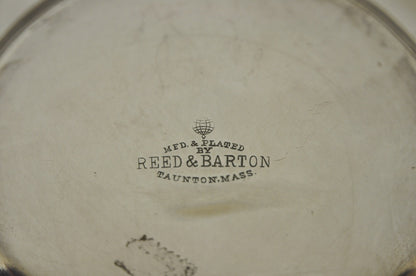 MFD. & PLATED
BY
REED & BARTON
TAUNTON, MASS.